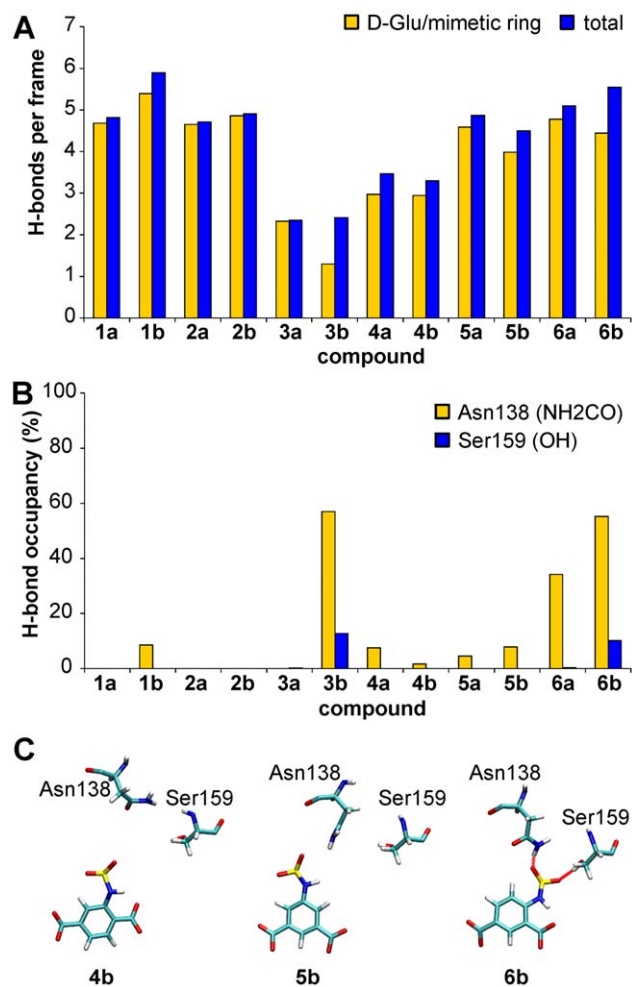 A
D-Glu/mimetic ring total
H-bonds per frame
7
6
5
4
3
2
1
0
1a 1b 2a 2b 3a 3b 4a 4b 5a 5b 6a 6b
compound
B
Asn138 (NH2CO)
Ser159 (OH)
H-bond occupancy (%)
100
80
60
40
20
0
1a 1b 2a 2b 3a 3b 4a 4b 5a 5b 6a 6b
compound
C
Asn138 Ser159
Asn138 Ser159
Asn138 Ser159
4b 5b 6b